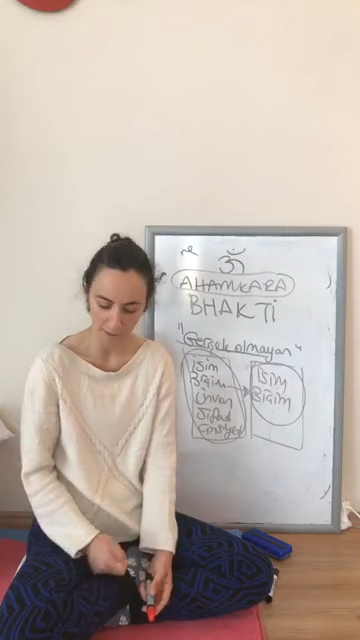 ॐ
AHAMKARA
BHAKTI
"Gerçek olmayan"
İsim
Biçim
Unvan
Sıfat
Cinsiyet
İsim
Biçim